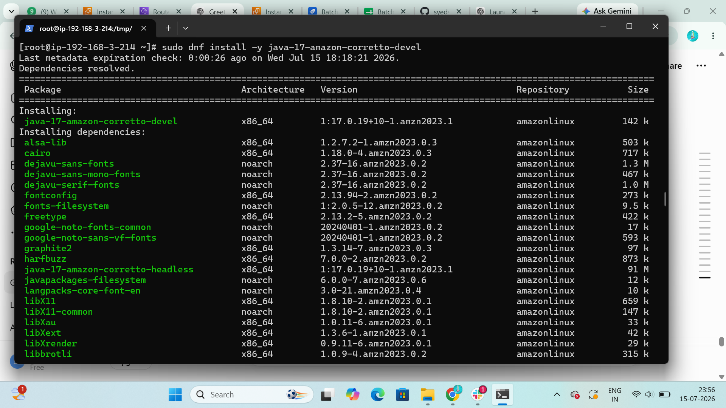 Ask Gemini
root@ip-192-168-3-214:/tmp/
[root@ip-192-168-3-214 ~]# sudo dnf install -y java-17-amazon-corretto-devel
Last metadata expiration check: 0:00:26 ago on Wed Jul 15 18:18:21 2026.
Dependencies resolved.
Package Architecture Version Repository Size
Installing:
java-17-amazon-corretto-devel x86_64 1:17.0.19+10-1.amzn2023.1 amazonlinux 142 k
Installing dependencies:
alsa-lib x86_64 1.2.7.2-1.amzn2023.0.3 amazonlinux 503 k
cairo x86_64 1.18.0-4.amzn2023.0.3 amazonlinux 717 k
dejavu-sans-fonts noarch 2.37-16.amzn2023.0.2 amazonlinux 1.3 M
dejavu-sans-mono-fonts noarch 2.37-16.amzn2023.0.2 amazonlinux 467 k
dejavu-serif-fonts noarch 2.37-16.amzn2023.0.2 amazonlinux 1.0 M
fontconfig x86_64 2.13.94-2.amzn2023.0.2 amazonlinux 273 k
fonts-filesystem noarch 1:2.0.5-12.amzn2023.0.2 amazonlinux 9.5 k
freetype x86_64 2.13.2-5.amzn2023.0.2 amazonlinux 422 k
google-noto-fonts-common noarch 20240401-1.amzn2023.0.2 amazonlinux 17 k
google-noto-sans-vf-fonts noarch 20240401-1.amzn2023.0.2 amazonlinux 593 k
graphite2 x86_64 1.3.14-7.amzn2023.0.3 amazonlinux 97 k
harfbuzz x86_64 7.0.0-2.amzn2023.0.2 amazonlinux 873 k
java-17-amazon-corretto-headless x86_64 1:17.0.19+10-1.amzn2023.1 amazonlinux 91 M
javapackages-filesystem noarch 6.0.0-7.amzn2023.0.6 amazonlinux 12 k
langpacks-core-font-en noarch 3.0-21.amzn2023.0.4 amazonlinux 10 k
libX11 x86_64 1.8.10-2.amzn2023.0.1 amazonlinux 659 k
libX11-common noarch 1.8.10-2.amzn2023.0.1 amazonlinux 147 k
libXau x86_64 1.0.11-6.amzn2023.0.1 amazonlinux 33 k
libXext x86_64 1.3.6-1.amzn2023.0.1 amazonlinux 42 k
libXrender x86_64 0.9.11-6.amzn2023.0.1 amazonlinux 29 k
libbrotli x86_64 1.0.9-4.amzn2023.0.2 amazonlinux 315 k
Free
Search
ENG
IN
23:56
15-07-2026